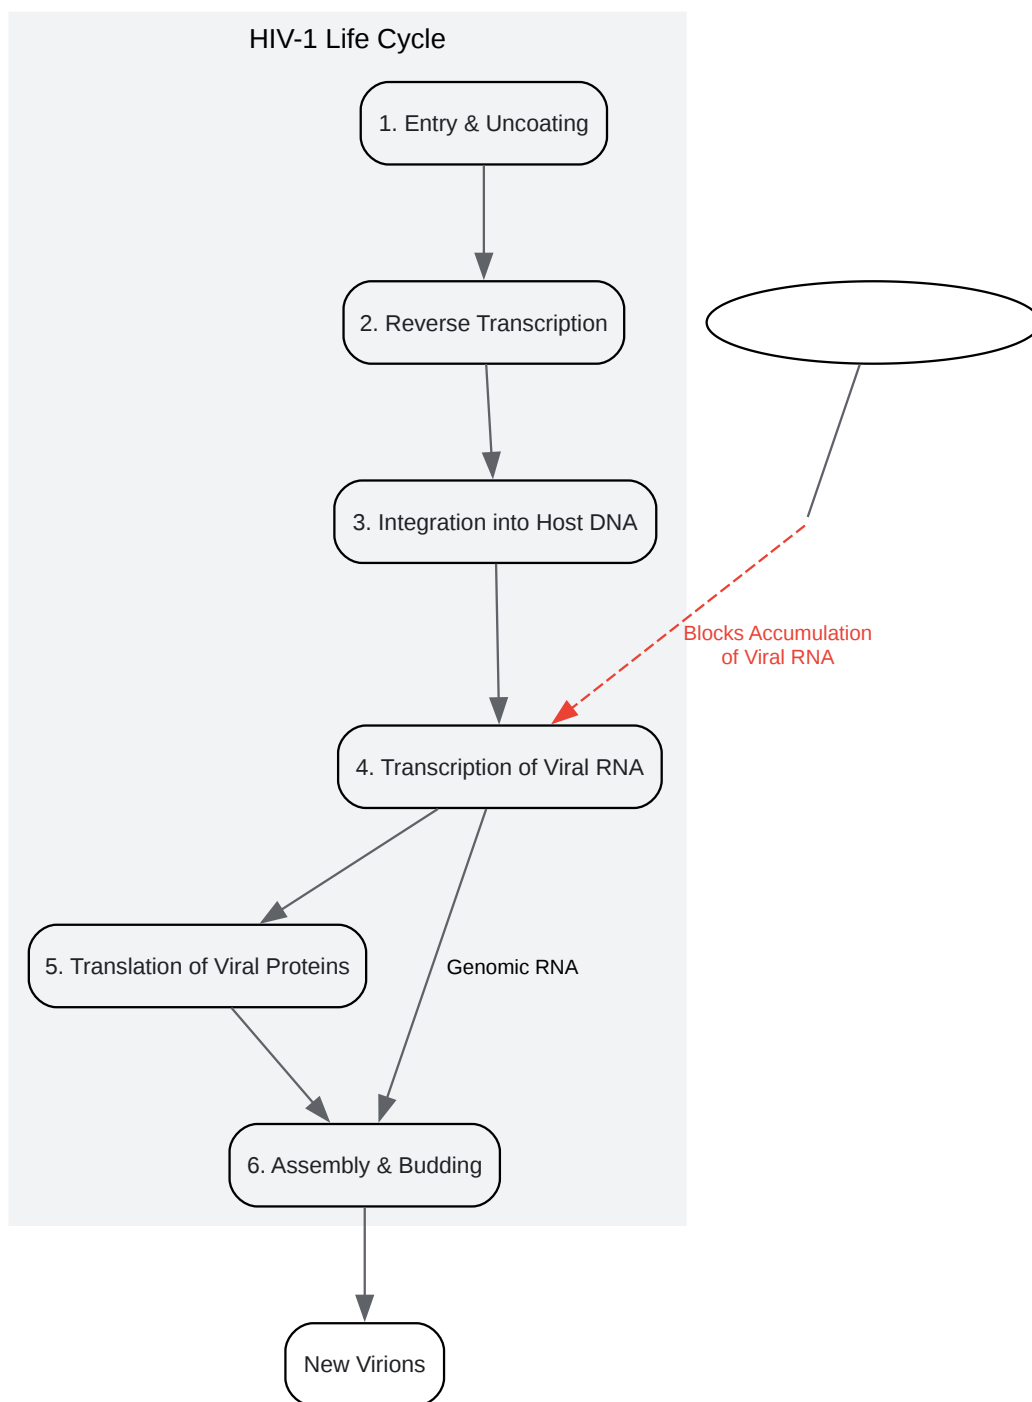 HIV-1 Life Cycle
1. Entry & Uncoating
2. Reverse Transcription
3. Integration into Host DNA
Blocks Accumulation
of Viral RNA
4. Transcription of Viral RNA
5. Translation of Viral Proteins
Genomic RNA
6. Assembly & Budding
New Virions